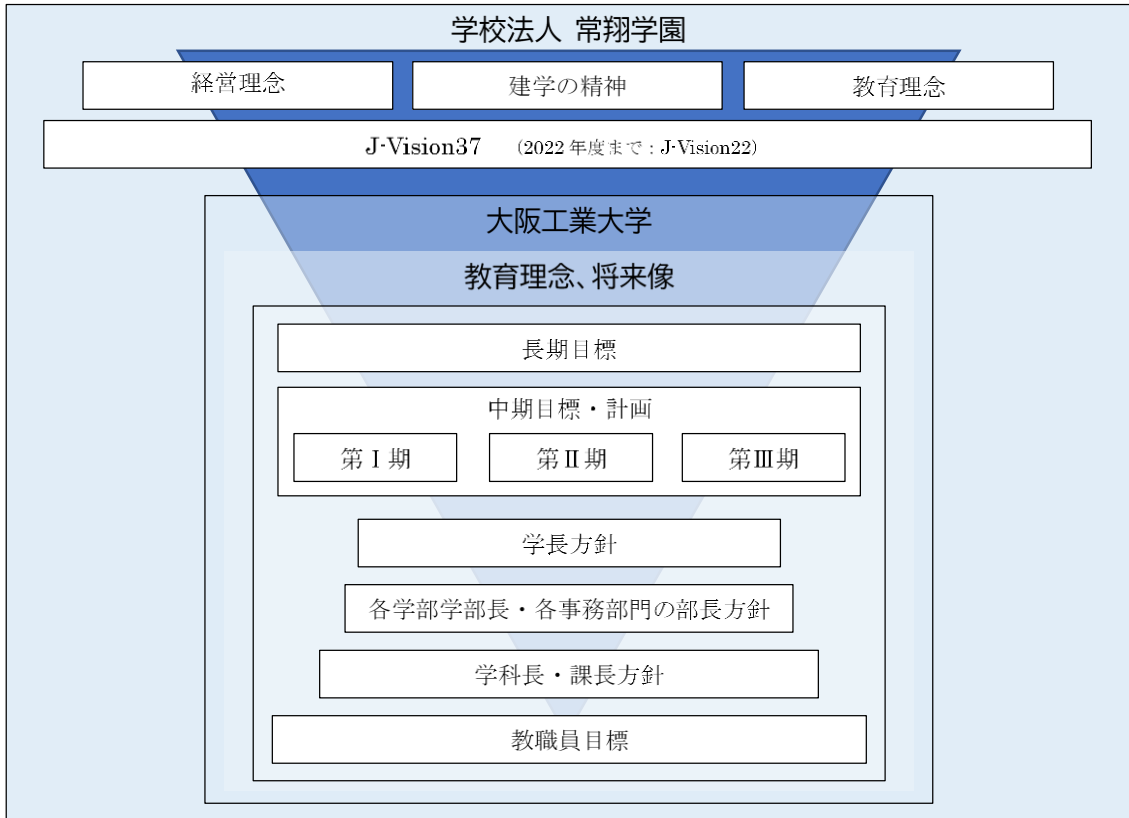 学校法人 常翔学園
経営理念 建学の精神 教育理念
J-Vision37 (2022年度まで：J-Vision22)
大阪工業大学
教育理念、将来像
長期目標
中期目標・計画
第Ⅰ期 第Ⅱ期 第Ⅲ期
学長方針
各学部学部長・各事務部門の部長方針
学科長・課長方針
教職員目標